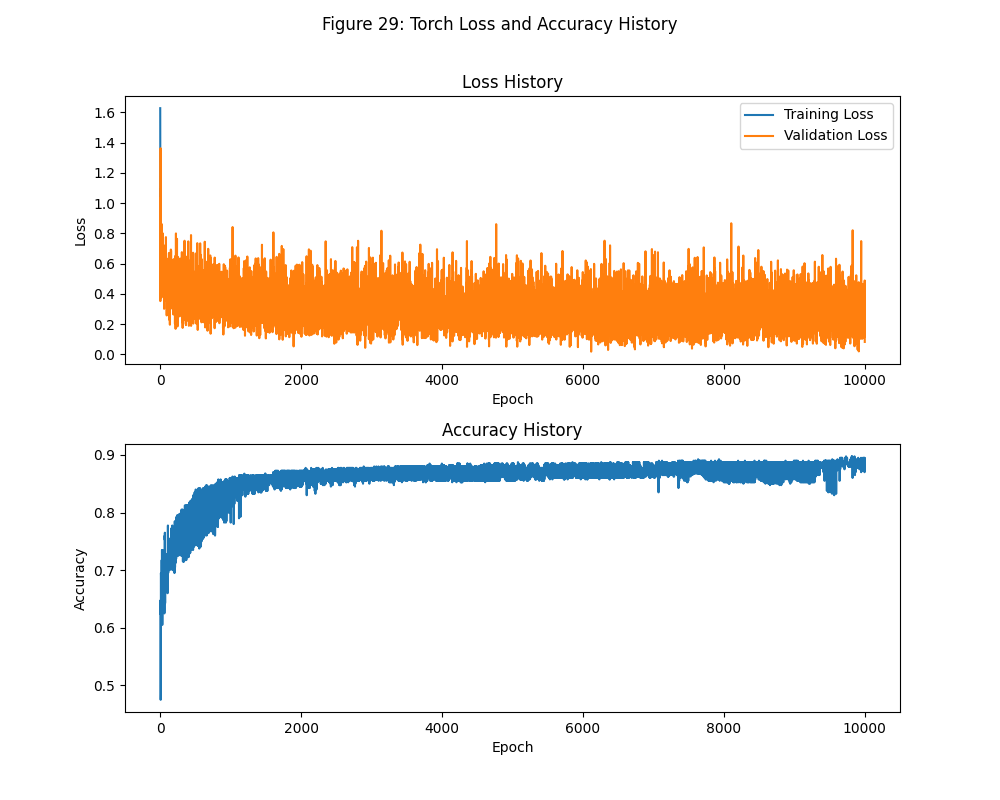 Figure 29: Torch Loss and Accuracy History
Loss History
Training Loss
Validation Loss
1.6
1.4
1.2
1.0
0.8
0.6
0.4
0.2
0.0
Loss
0 2000 4000 6000 8000 10000
Epoch
Accuracy History
0.9
0.8
0.7
0.6
0.5
Accuracy
0 2000 4000 6000 8000 10000
Epoch